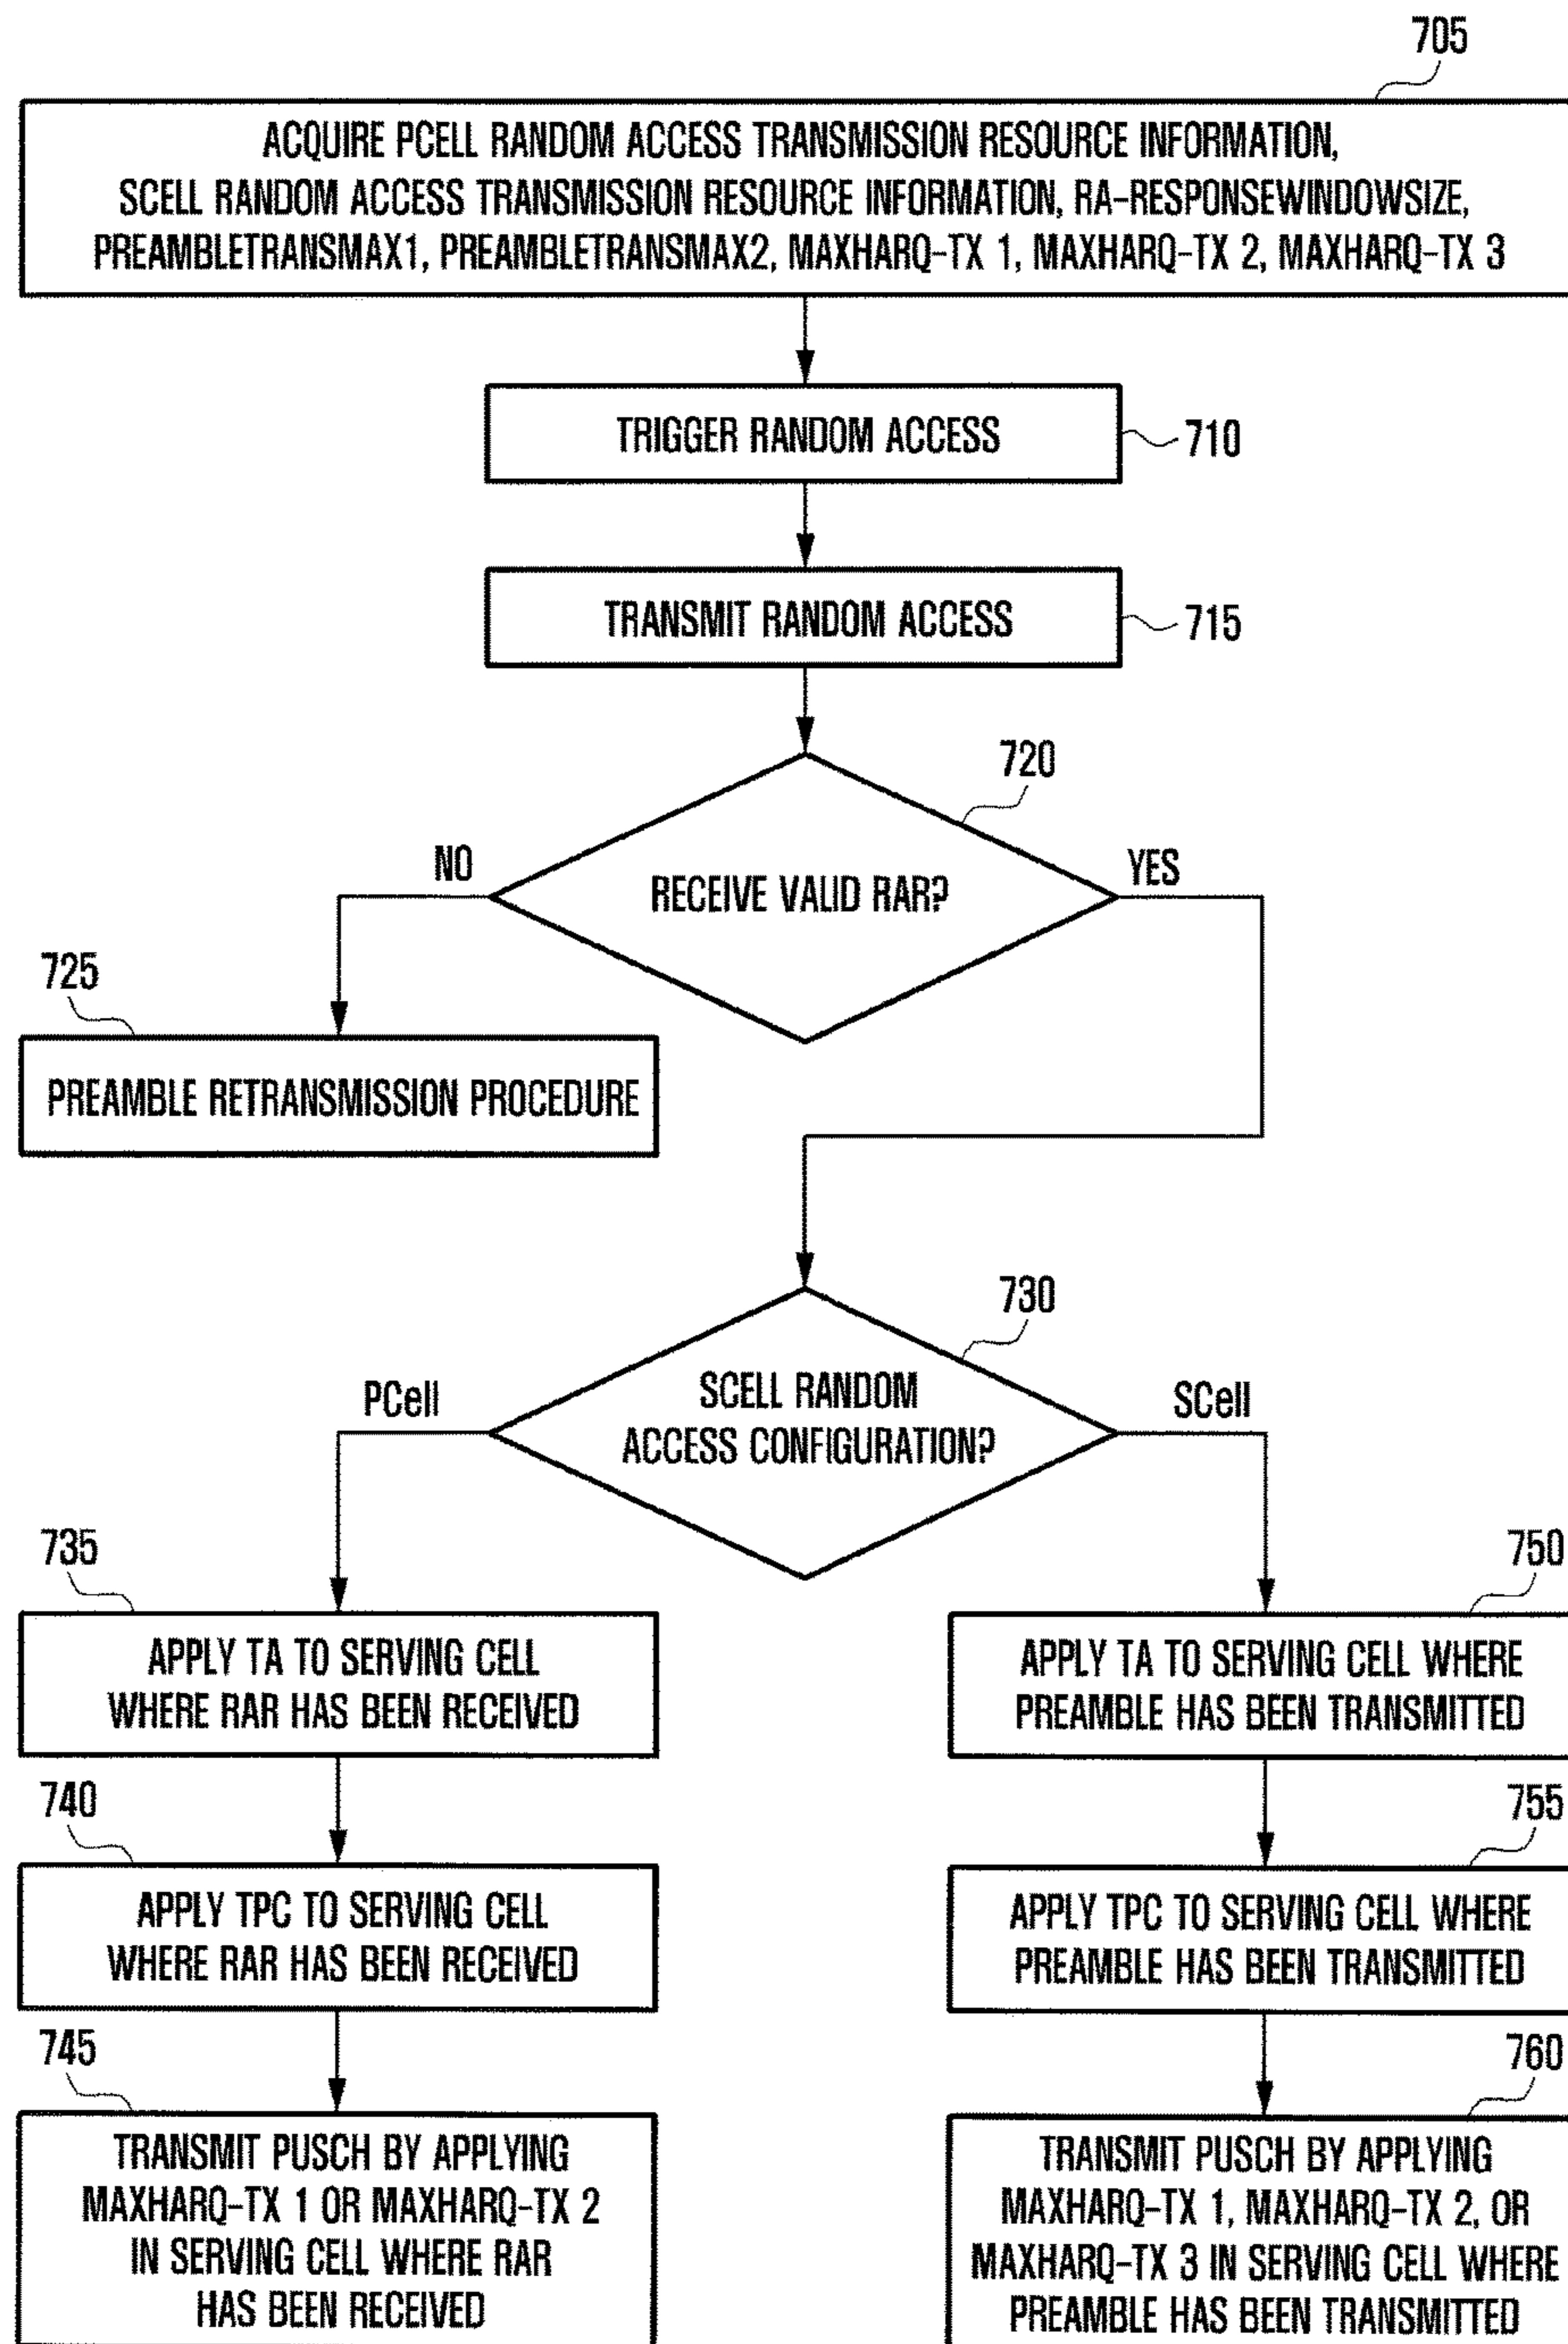 705
ACQUIRE PCELL RANDOM ACCESS TRANSMISSION RESOURCE INFORMATION,
SCELL RANDOM ACCESS TRANSMISSION RESOURCE INFORMATION, RA-RESPONSEWINDOWSIZE,
PREAMBLETRANSMAX1, PREAMBLETRANSMAX2, MAXHARQ-TX 1, MAXHARQ-TX 2, MAXHARQ-TX 3
TRIGGER RANDOM ACCESS
710
TRANSMIT RANDOM ACCESS
715
720
NO
YES
RECEIVE VALID RAR?
725
PREAMBLE RETRANSMISSION PROCEDURE
730
PCell
SCell
SCELL RANDOM
ACCESS CONFIGURATION?
735
APPLY TA TO SERVING CELL
WHERE RAR HAS BEEN RECEIVED
740
APPLY TPC TO SERVING CELL
WHERE RAR HAS BEEN RECEIVED
745
TRANSMIT PUSCH BY APPLYING
MAXHARQ-TX 1 OR MAXHARQ-TX 2
IN SERVING CELL WHERE RAR
HAS BEEN RECEIVED
750
APPLY TA TO SERVING CELL WHERE
PREAMBLE HAS BEEN TRANSMITTED
755
APPLY TPC TO SERVING CELL WHERE
PREAMBLE HAS BEEN TRANSMITTED
760
TRANSMIT PUSCH BY APPLYING
MAXHARQ-TX 1, MAXHARQ-TX 2, OR
MAXHARQ-TX 3 IN SERVING CELL WHERE
PREAMBLE HAS BEEN TRANSMITTED